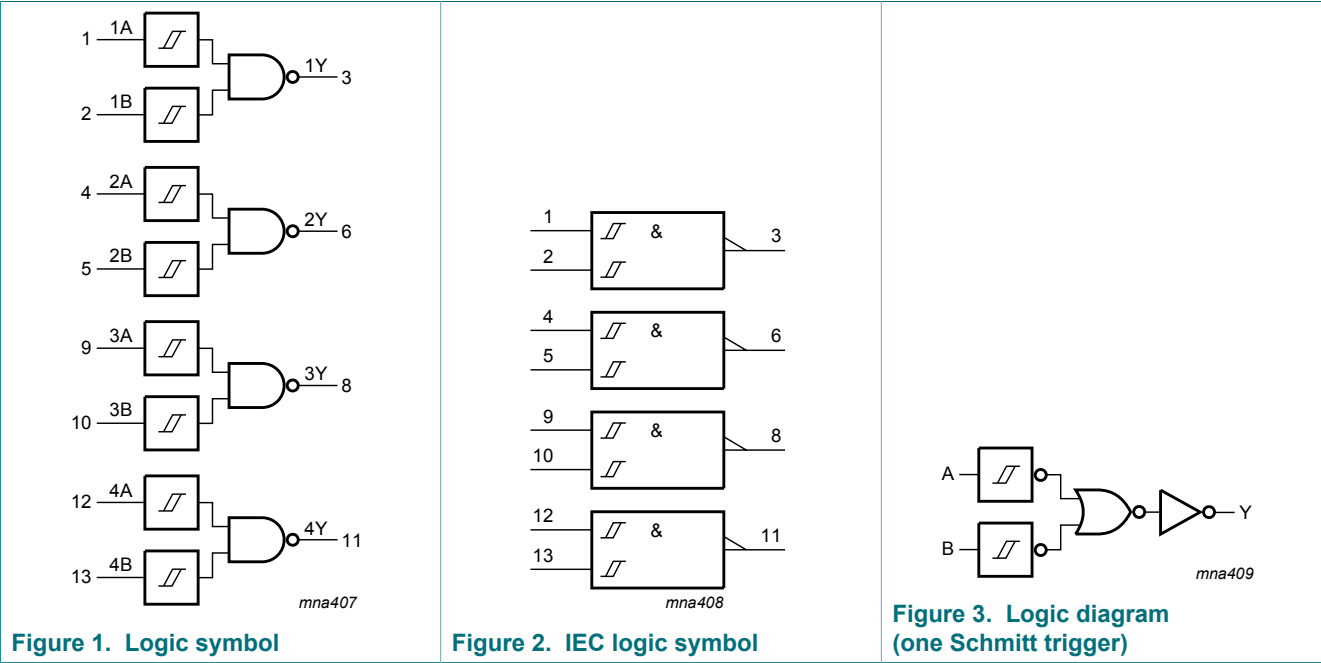 1 1A
1Y 3
2 1B
4 2A
2Y 6
5 2B
9 3A
3Y 8
10 3B
12 4A
4Y 11
13 4B
mna407
Figure 1. Logic symbol
1 &
3
2
4 &
6
5
9 &
8
10
12 &
11
13
mna408
Figure 2. IEC logic symbol
A
Y
B
mna409
Figure 3. Logic diagram
(one Schmitt trigger)